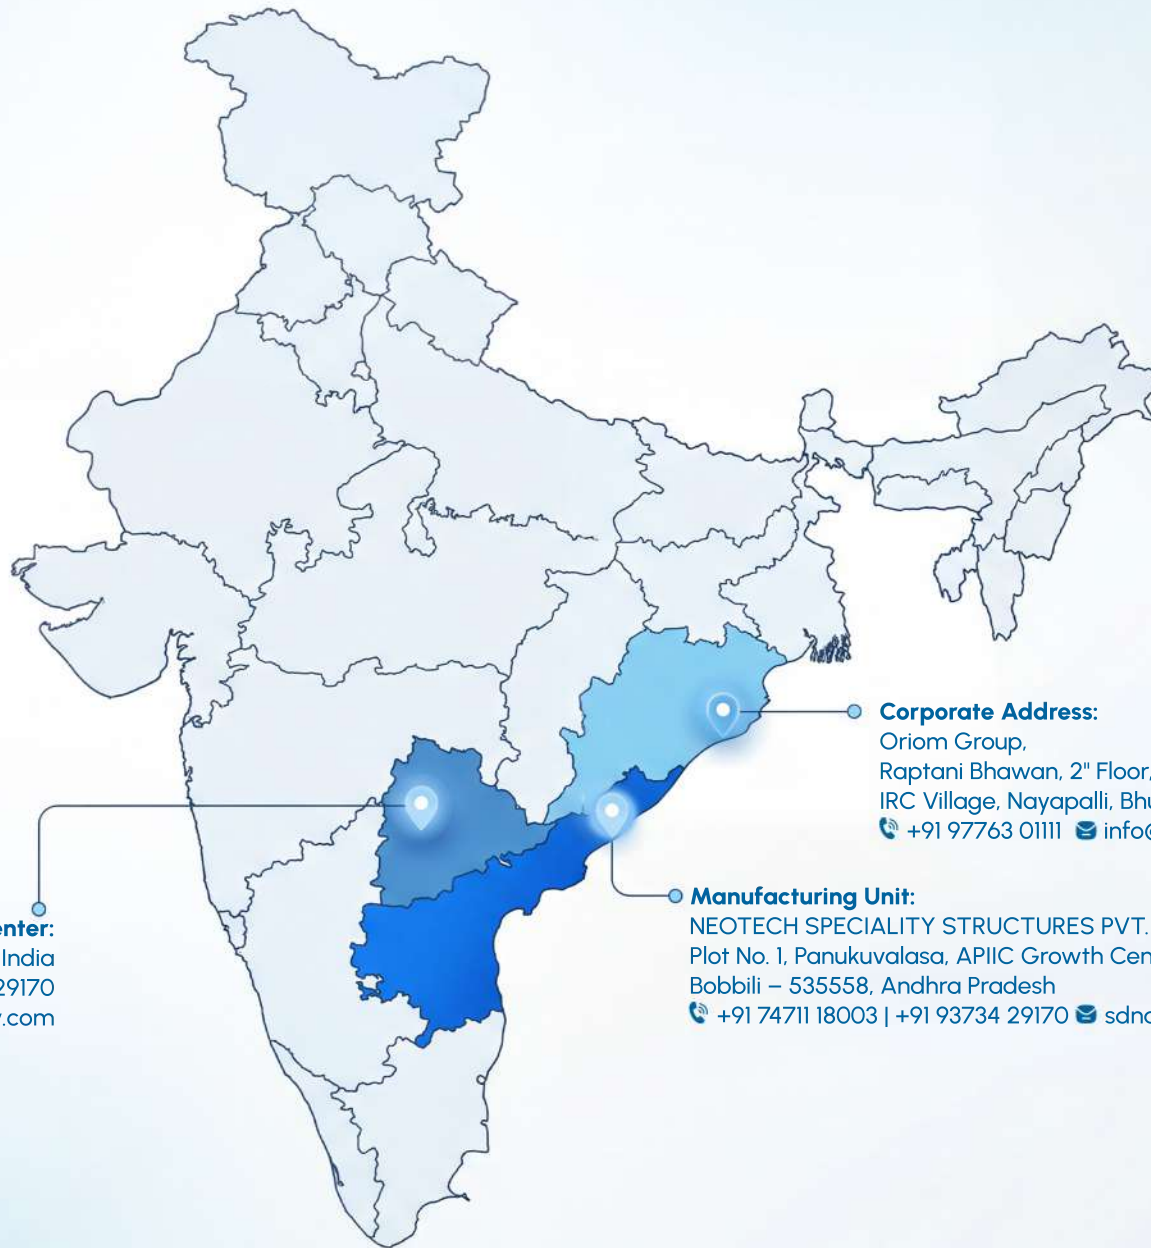 Corporate Address:
Oriom Group,
Raptani Bhawan, 2" Floor,
IRC Village, Nayapalli,
+91 97763 01111 info@
Manufacturing Unit:
NEOTECH SPECIALITY STRUCTURES PVT.
Plot No. 1, Panukuvalasa, APIIC Growth
Bobbili – 535558, Andhra Pradesh
+91 74711 18003 | +91 93734 29170
enter:
India
29170
.com